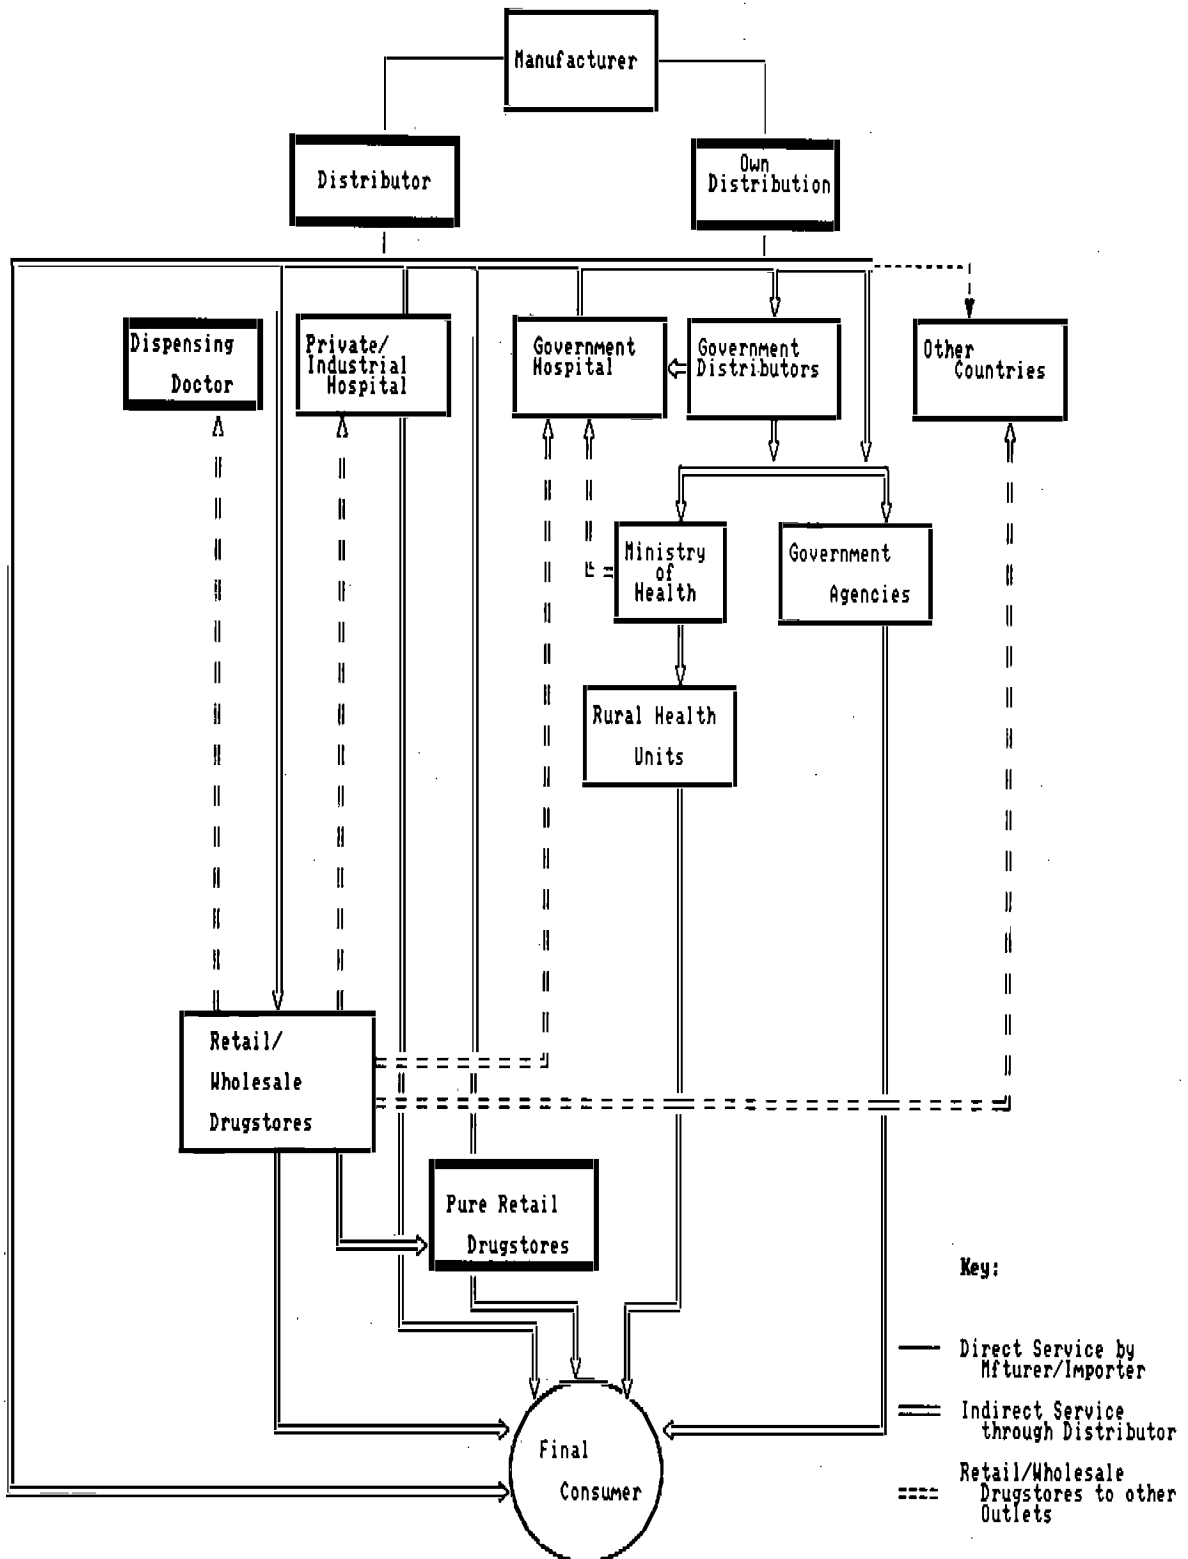 Manufacturer
Distributor
Own
Distribution
Dispensing
Doctor
Private/
Industrial
Hospital
Government
Hospital
Government
Distributors
Other
Countries
Ministry
of
Health
Government
Agencies
Rural Health
Units
Retail/
Wholesale
Drugstores
Pure Retail
Drugstores
Final
Consumer
Key:
Direct Service by
Mfturer/Importer
Indirect Service
through Distributor
Retail/Wholesale
Drugstores to other
Outlets